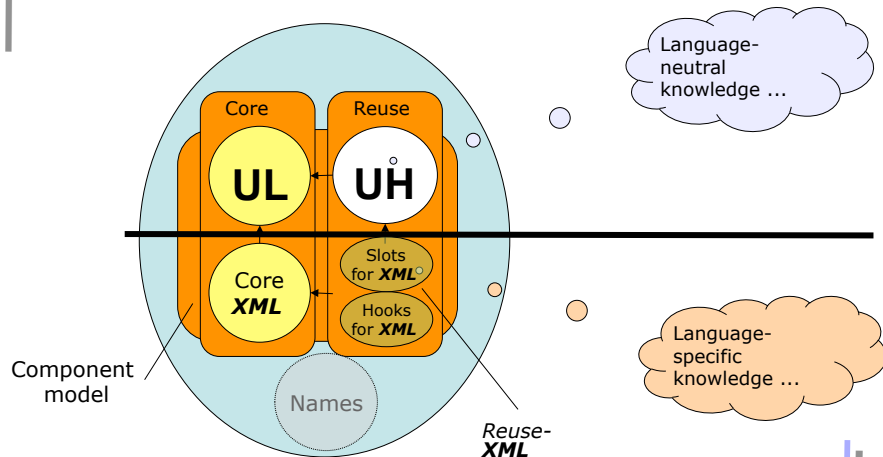 Language-
neutral
knowledge ...
Core
Reuse
UL
UH
Core
XML
Slots
for XML
Hooks
for XML
Component
model
Names
Language-
specific
knowledge ...
Reuse-
XML